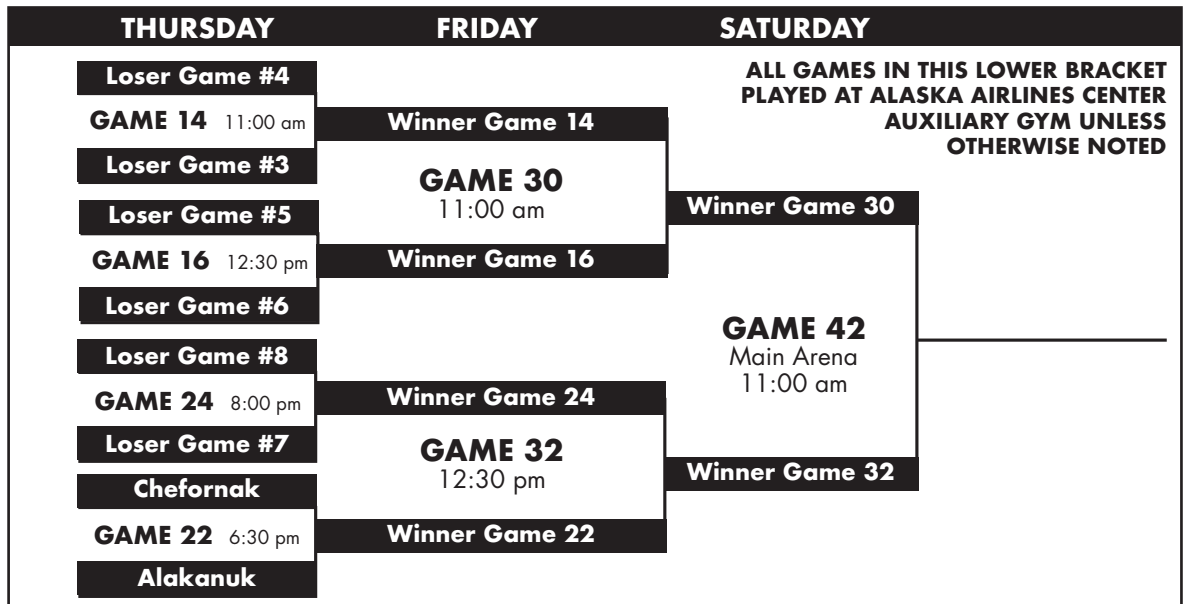 THURSDAY FRIDAY SATURDAY
ALL GAMES IN THIS LOWER BRACKET
PLAYED AT ALASKA AIRLINES CENTER
AUXILIARY GYM UNLESS
OTHERWISE NOTED
Loser Game #4
GAME 14 11:00 am
Loser Game #3
Loser Game #5
GAME 16 12:30 pm
Loser Game #6
Loser Game #8
GAME 24 8:00 pm
Loser Game #7
Chefornak
GAME 22 6:30 pm
Alakanuk
Winner Game 14
GAME 30
11:00 am
Winner Game 16
Winner Game 24
GAME 32
12:30 pm
Winner Game 22
Winner Game 30
GAME 42
Main Arena
11:00 am
Winner Game 32